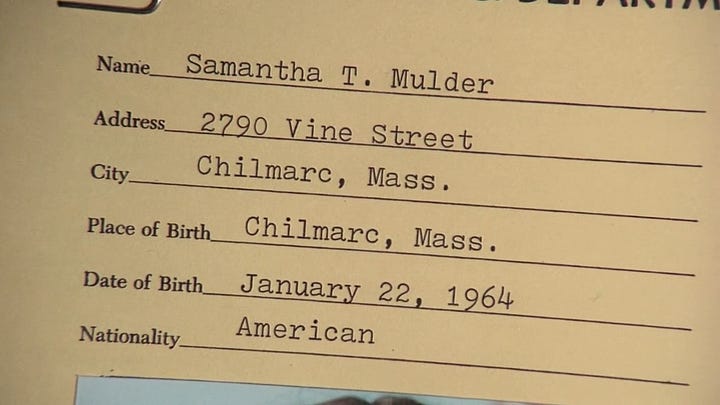 DEPARTM
Name Samantha T. Mulder
Address 2790 Vine Street
City Chilmarc, Mass.
Place of Birth Chilmarc, Mass.
Date of Birth January 22, 1964
Nationality American